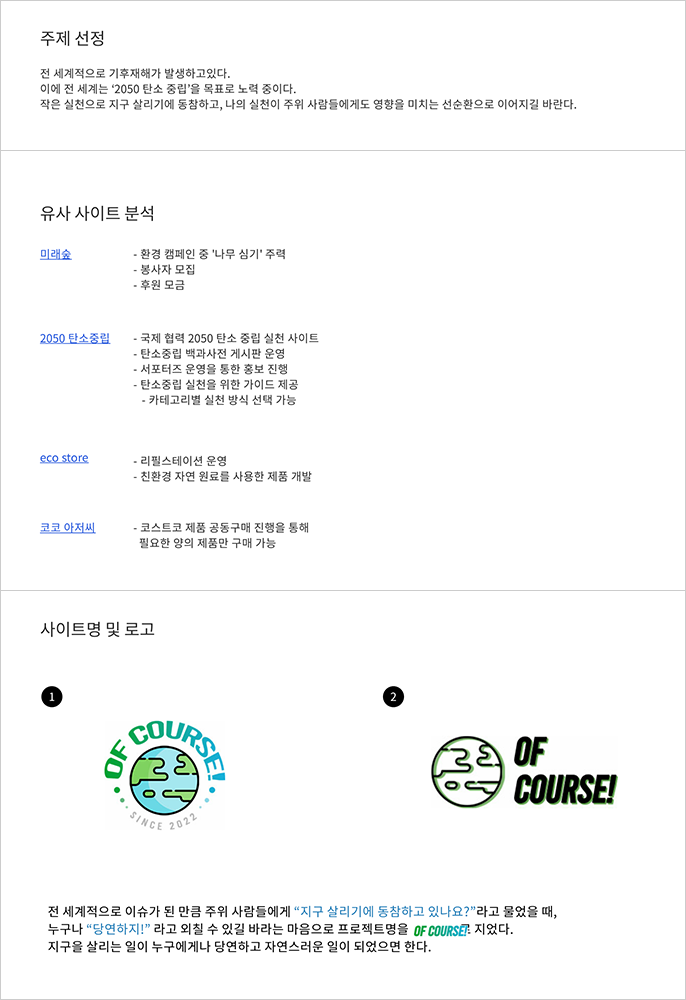 주제 선정
전 세계적으로 기후재해가 발생하고있다.
이에 전 세계는 ‘2050 탄소 중립’을 목표로 노력 중이다.
작은 실천으로 지구 살리기에 동참하고, 나의 실천이 주위 사람들에게도 영향을 미치는 선순환으로 이어지길 바란다.
유사 사이트 분석
미래숲
- 환경 캠페인 중 '나무 심기' 주력
- 봉사자 모집
- 후원 모금
2050 탄소중립
- 국제 협력 2050 탄소 중립 실천 사이트
- 탄소중립 백과사전 게시판 운영
- 서포터즈 운영을 통한 홍보 진행
- 탄소중립 실천을 위한 가이드 제공
- 카테고리별 실천 방식 선택 가능
eco store
- 리필스테이션 운영
- 친환경 자연 원료를 사용한 제품 개발
코코 아저씨
- 코스트코 제품 공동구매 진행을 통해
필요한 양의 제품만 구매 가능
사이트명 및 로고
1
OF COURSE!
SINCE 2022
2
OF
COURSE!
전 세계적으로 이슈가 된 만큼 주위 사람들에게 “지구 살리기에 동참하고 있나요?”라고 물었을 때,
누구나 “당연하지!” 라고 외칠 수 있길 바라는 마음으로 프로젝트명을 OF COURSE! 지었다.
지구을 살리는 일이 누구에게나 당연하고 자연스러운 일이 되었으면 한다.